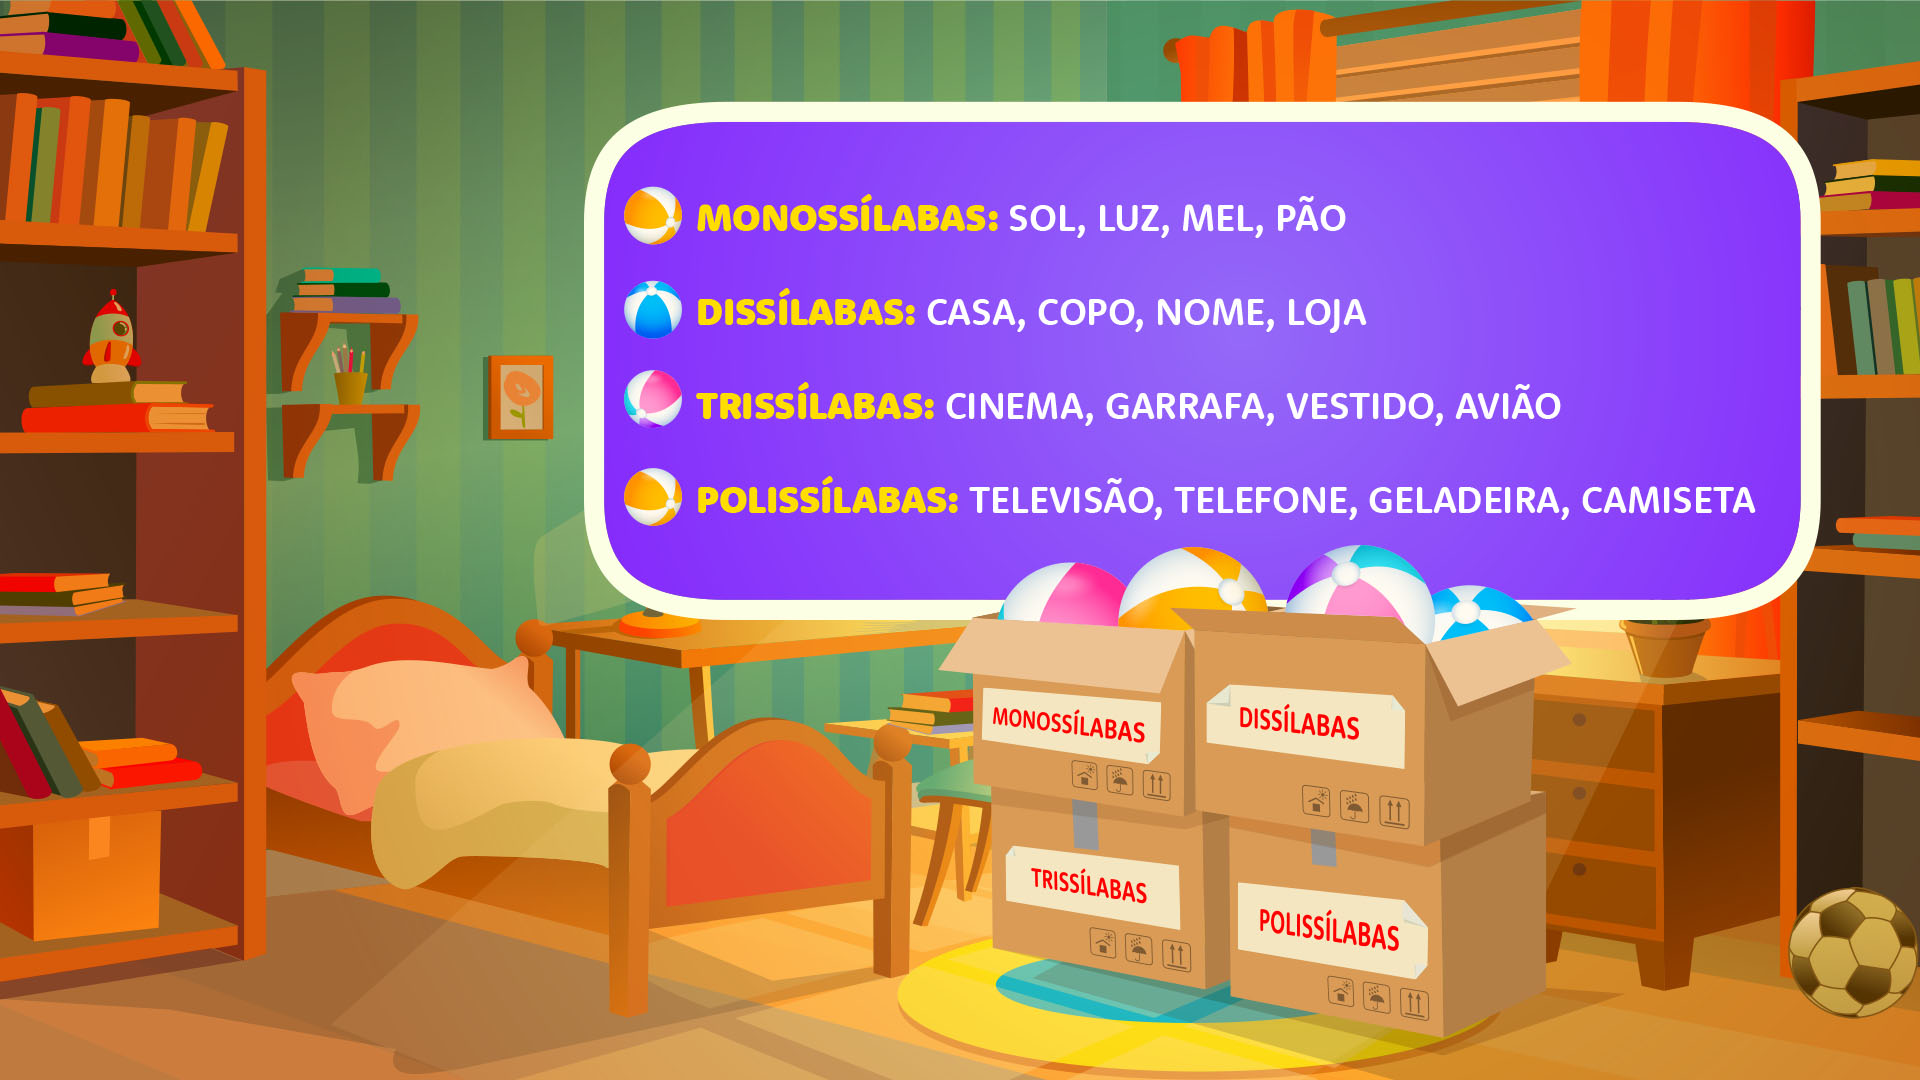 MONOSSÍLABAS: SOL, LUZ, MEL, PÃO
DISSÍLABAS: CASA, COPO, NOME, LOJA
TRISSÍLABAS: CINEMA, GARRAFA, VESTIDO, AVIÃO
POLISSÍLABAS: TELEVISÃO, TELEFONE, GELADEIRA, CAMISETA
MONOSSÍLABAS
DISSÍLABAS
TRISSÍLABAS
POLISSÍLABAS